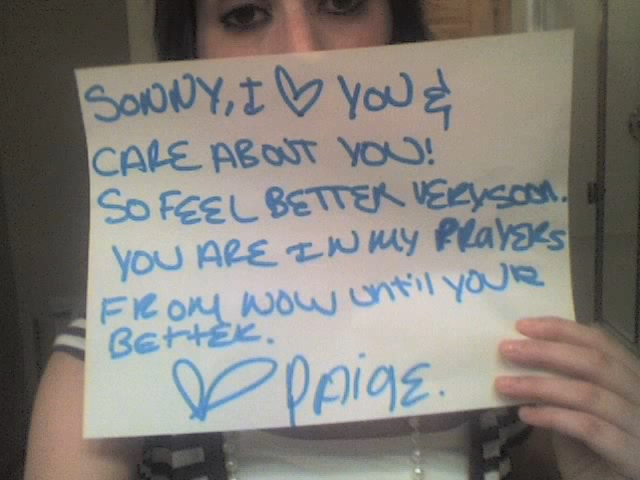 SONNY, I ♡ YOU &
CARE ABOUT YOU!
SO FEEL BETTER VERY SOON.
YOU ARE IN MY PRAYERS
FROM NOW UNTIL YOUR
BETTER.
♡ PAIGE.